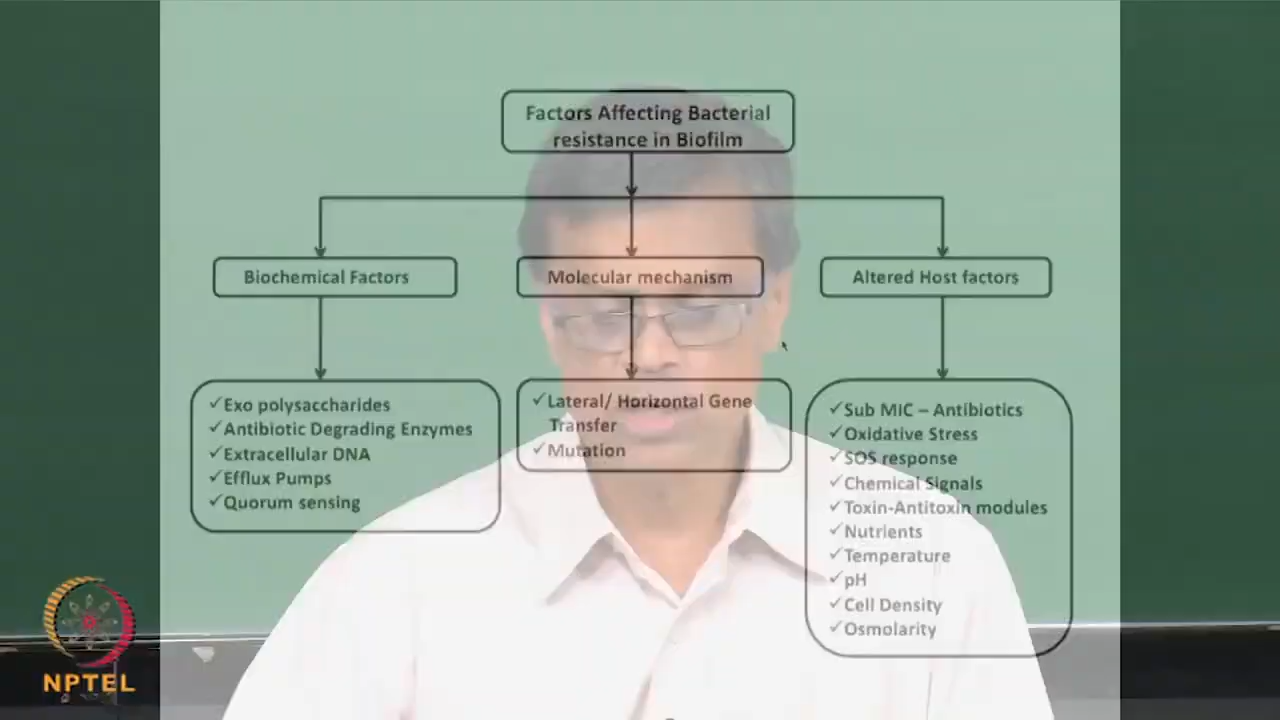 Factors Affecting Bacterial
resistance in Biofilm
Biochemical Factors
Molecular mechanism
Altered Host factors
✓Exo polysaccharides
✓Antibiotic Degrading Enzymes
✓Extracellular DNA
✓Efflux Pumps
✓Quorum sensing
✓Lateral/ Horizontal Gene
Transfer
✓Mutation
✓Sub MIC – Antibiotics
✓Oxidative Stress
✓SOS response
✓Chemical Signals
✓Toxin-Antitoxin modules
✓Nutrients
✓Temperature
✓pH
✓Cell Density
✓Osmolarity
NPTEL